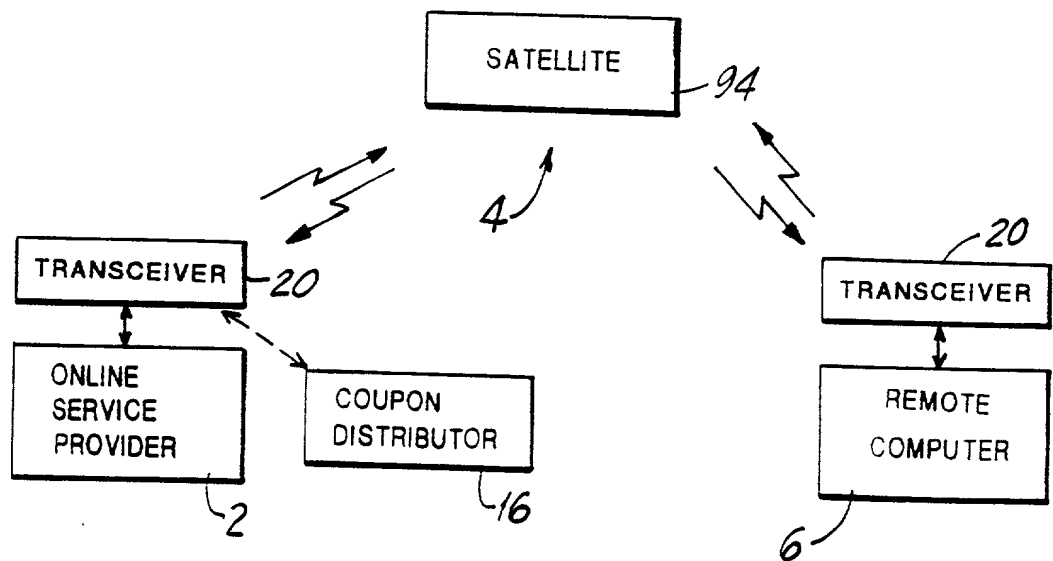 SATELLITE
94
4
TRANSCEIVER
20
20
TRANSCEIVER
ONLINE
SERVICE
PROVIDER
2
COUPON
DISTRIBUTOR
16
REMOTE
COMPUTER
6